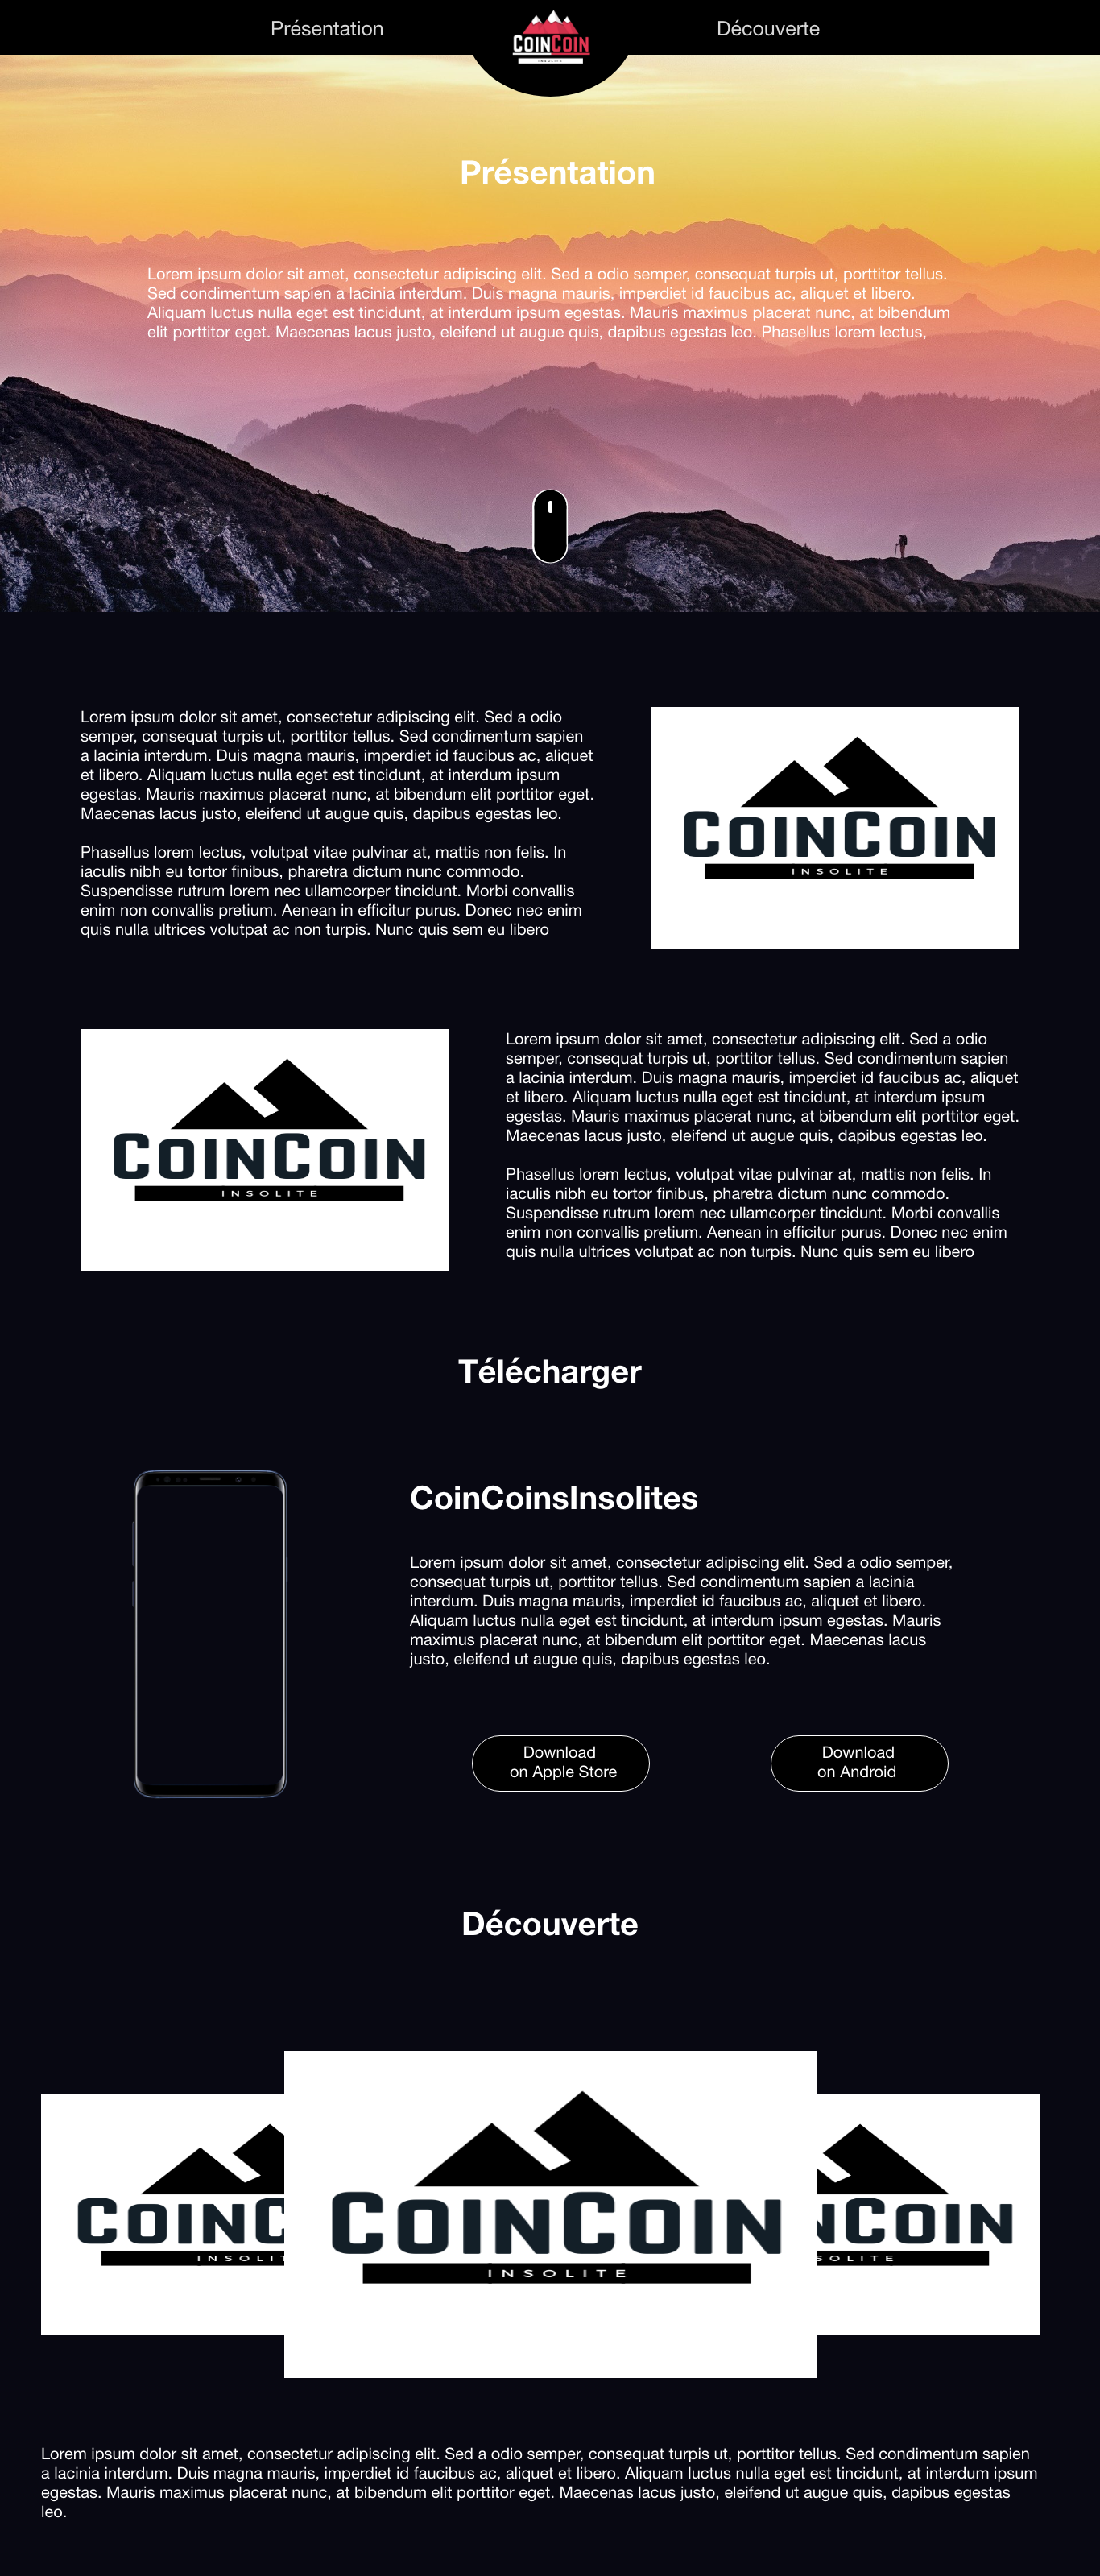 Présentation
COINCOIN
INSOLITE
Découverte
Présentation
Lorem ipsum dolor sit amet, consectetur adipiscing elit. Sed a odio semper, consequat turpis ut, porttitor tellus.
Sed condimentum sapien a lacinia interdum. Duis magna mauris, imperdiet id faucibus ac, aliquet et libero.
Aliquam luctus nulla eget est tincidunt, at interdum ipsum egestas. Mauris maximus placerat nunc, at bibendum
elit porttitor eget. Maecenas lacus justo, eleifend ut augue quis, dapibus egestas leo. Phasellus lorem lectus,
Lorem ipsum dolor sit amet, consectetur adipiscing elit. Sed a odio
semper, consequat turpis ut, porttitor tellus. Sed condimentum sapien
a lacinia interdum. Duis magna mauris, imperdiet id faucibus ac, aliquet
et libero. Aliquam luctus nulla eget est tincidunt, at interdum ipsum
egestas. Mauris maximus placerat nunc, at bibendum elit porttitor eget.
Maecenas lacus justo, eleifend ut augue quis, dapibus egestas leo.
Phasellus lorem lectus, volutpat vitae pulvinar at, mattis non felis. In
iaculis nibh eu tortor finibus, pharetra dictum nunc commodo.
Suspendisse rutrum lorem nec ullamcorper tincidunt. Morbi convallis
enim non convallis pretium. Aenean in efficitur purus. Donec nec enim
quis nulla ultrices volutpat ac non turpis. Nunc quis sem eu libero
COINCOIN
INSOLITE
COINCOIN
INSOLITE
Lorem ipsum dolor sit amet, consectetur adipiscing elit. Sed a odio
semper, consequat turpis ut, porttitor tellus. Sed condimentum sapien
a lacinia interdum. Duis magna mauris, imperdiet id faucibus ac, aliquet
et libero. Aliquam luctus nulla eget est tincidunt, at interdum ipsum
egestas. Mauris maximus placerat nunc, at bibendum elit porttitor eget.
Maecenas lacus justo, eleifend ut augue quis, dapibus egestas leo.
Phasellus lorem lectus, volutpat vitae pulvinar at, mattis non felis. In
iaculis nibh eu tortor finibus, pharetra dictum nunc commodo.
Suspendisse rutrum lorem nec ullamcorper tincidunt. Morbi convallis
enim non convallis pretium. Aenean in efficitur purus. Donec nec enim
quis nulla ultrices volutpat ac non turpis. Nunc quis sem eu libero
Télécharger
CoinCoinsInsolites
Lorem ipsum dolor sit amet, consectetur adipiscing elit. Sed a odio semper,
consequat turpis ut, porttitor tellus. Sed condimentum sapien a lacinia
interdum. Duis magna mauris, imperdiet id faucibus ac, aliquet et libero.
Aliquam luctus nulla eget est tincidunt, at interdum ipsum egestas. Mauris
maximus placerat nunc, at bibendum elit porttitor eget. Maecenas lacus
justo, eleifend ut augue quis, dapibus egestas leo.
Download
on Apple Store
Download
on Android
Découverte
COINC
INSOLIT
COINCOIN
INSOLITE
NCOIN
SOLITE
Lorem ipsum dolor sit amet, consectetur adipiscing elit. Sed a odio semper, consequat turpis ut, porttitor tellus. Sed condimentum sapien
a lacinia interdum. Duis magna mauris, imperdiet id faucibus ac, aliquet et libero. Aliquam luctus nulla eget est tincidunt, at interdum ipsum
egestas. Mauris maximus placerat nunc, at bibendum elit porttitor eget. Maecenas lacus justo, eleifend ut augue quis, dapibus egestas
leo.